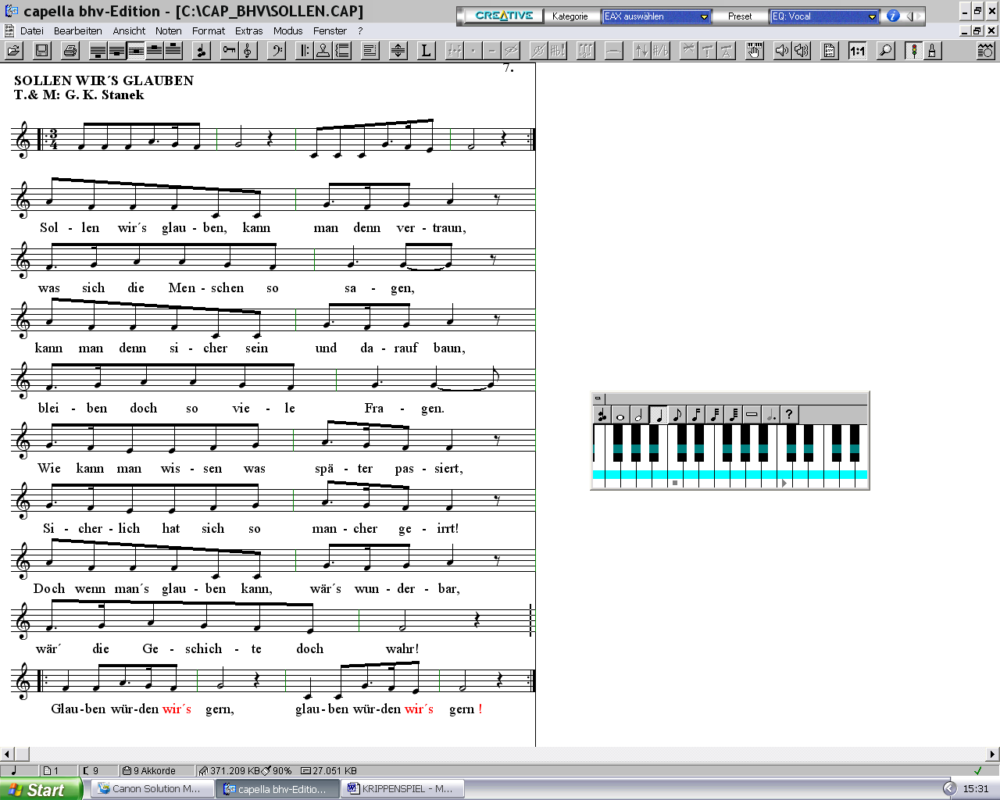 capella bhv-Edition - [C:\CAP_BHV\SOLLEN.CAP]
CREATIVE Kategorie EAX auswählen Preset EQ: Vocal
Datei Bearbeiten Ansicht Noten Format Extras Modus Fenster ?
1:1
7.
SOLLEN WIR´S GLAUBEN
T.& M: G. K. Stanek
3
4
Sol - len wir´s glau - ben, kann man denn ver - traun,
was sich die Men - schen so sa - gen,
kann man denn si - cher sein und da - rauf baun,
blei - ben doch so vie - le Fra - gen.
Wie kann man wis - sen was spä - ter pas - siert,
Si - cher - lich hat sich so man - cher ge - irrt!
Doch wenn man´s glau - ben kann, wär´s wun - der - bar,
wär´ die Ge - schich - te doch wahr!
Glau - ben wür - den wir´s gern, glau - ben wür - den wir´s gern !
?
1 9 9 Akkorde 371.209 KB 90% 27.051 KB
Start Canon Solution M... capella bhv-Editio... KRIPPENSPIEL - M... 15:31